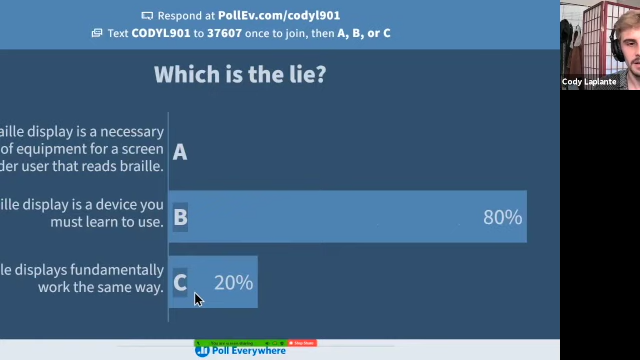 Respond at PollEv.com/codyl901
Text CODYL901 to 37607 once to join, then A, B, or C
Cody Laplante
Which is the lie?
aille display is a necessary
of equipment for a screen
der user that reads braille.
A
ille display is a device you
must learn to use.
B
80%
le displays fundamentally
work the same way.
C
20%
Poll Everywhere